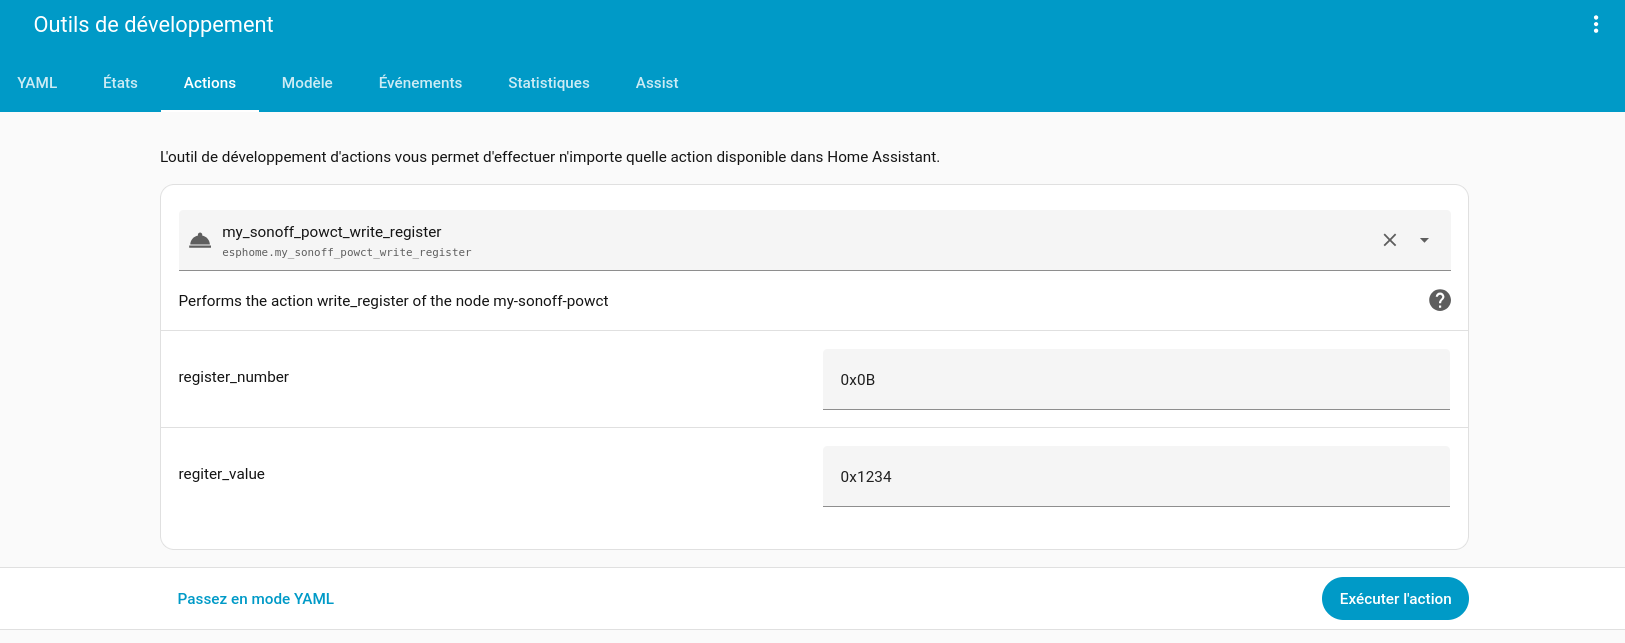 Outils de développement
YAML États Actions Modèle Événements Statistiques Assist
L'outil de développement d'actions vous permet d'effectuer n'importe quelle action disponible dans Home Assistant.
my_sonoff_powct_write_register
esphome.my_sonoff_powct_write_register
Performs the action write_register of the node my-sonoff-powct
register_number 0x0B
regiter_value 0x1234
Passez en mode YAML Exécuter l'action